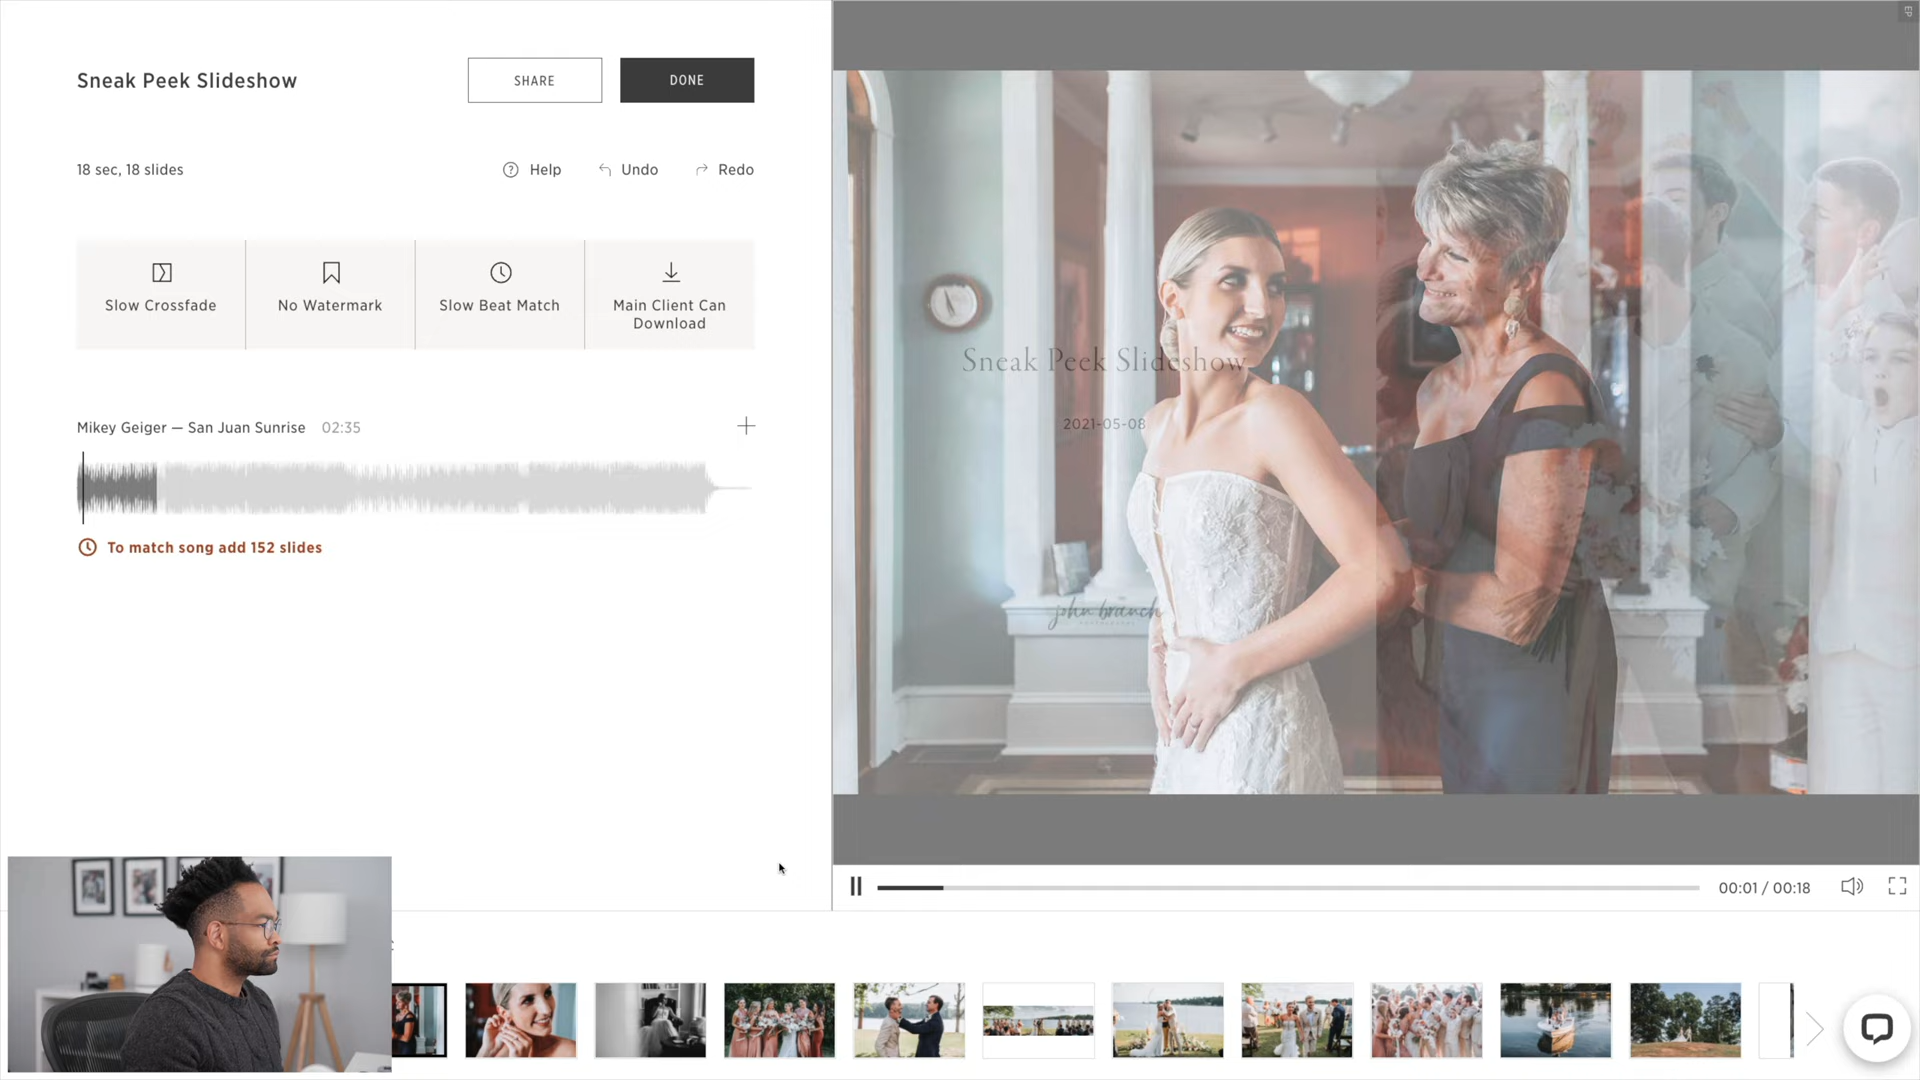 Sneak Peek Slideshow
SHARE
DONE
18 sec, 18 slides
Help
Undo
Redo
Slow Crossfade
No Watermark
Slow Beat Match
Main Client Can
Download
Mikey Geiger — San Juan Sunrise 02:35
To match song add 152 slides
EP
Sneak Peek Slideshow
2021-05-08
john branch
00:01 / 00:18